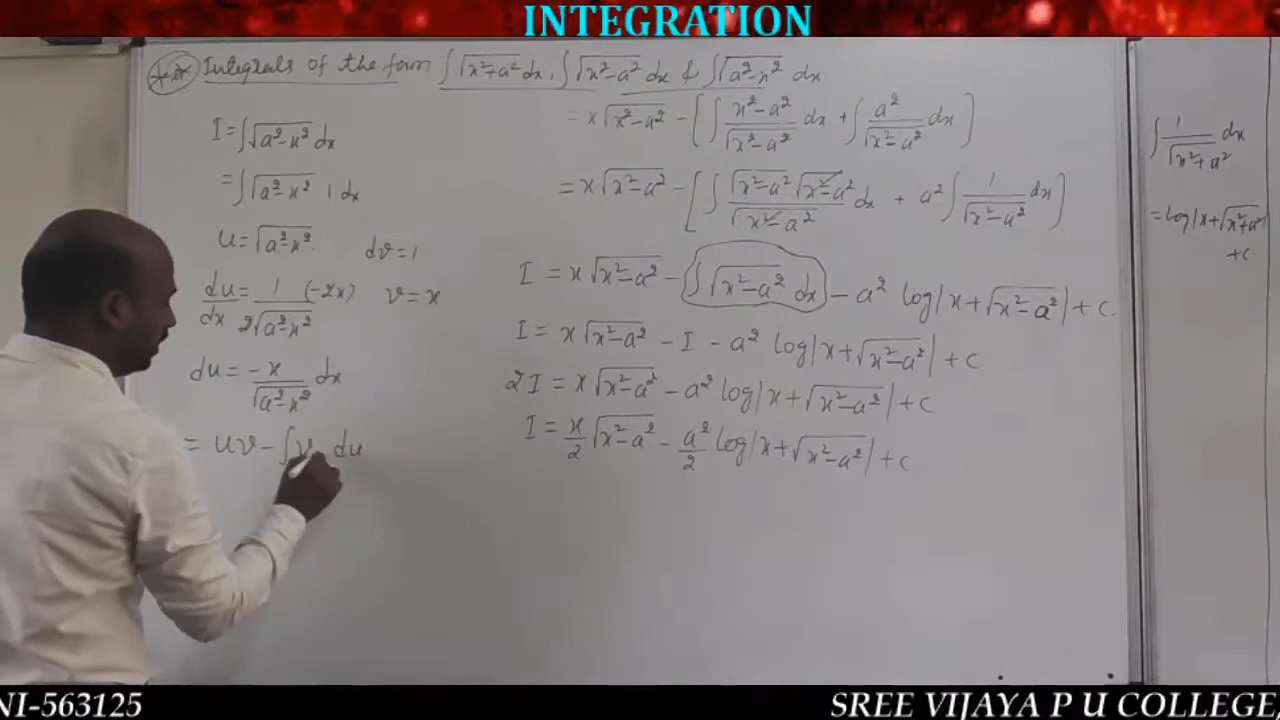 INTEGRATION
Integrals of the form ∫√x²+a² dx, ∫√x²-a² dx & ∫√a²-x² dx
I = ∫√a²-x² dx
= ∫√a²-x² 1 dx
u = √a²-x² dv = 1
du/dx = 1/2√a²-x² (-2x) v = x
du = -x/√a²-x² dx
= uv - ∫v du
= x√x²-a² - [∫ x²-a²/√x²-a² dx + ∫ a²/√x²-a² dx]
= x√x²-a² - [∫ √x²-a² √x²-a²/√x²-a² dx + a² ∫ 1/√x²-a² dx]
I = x√x²-a² - ∫√x²-a² dx - a² log|x+√x²-a²| + c.
I = x√x²-a² - I - a² log|x+√x²-a²| + c
2I = x√x²-a² - a² log|x+√x²-a²| + c
I = x/2 √x²-a² - a²/2 log|x+√x²-a²| + c
∫ 1/√x²+a² dx
= log|x+√x²+a²|
+c
NI-563125 SREE VIJAYA P U COLLEGE,